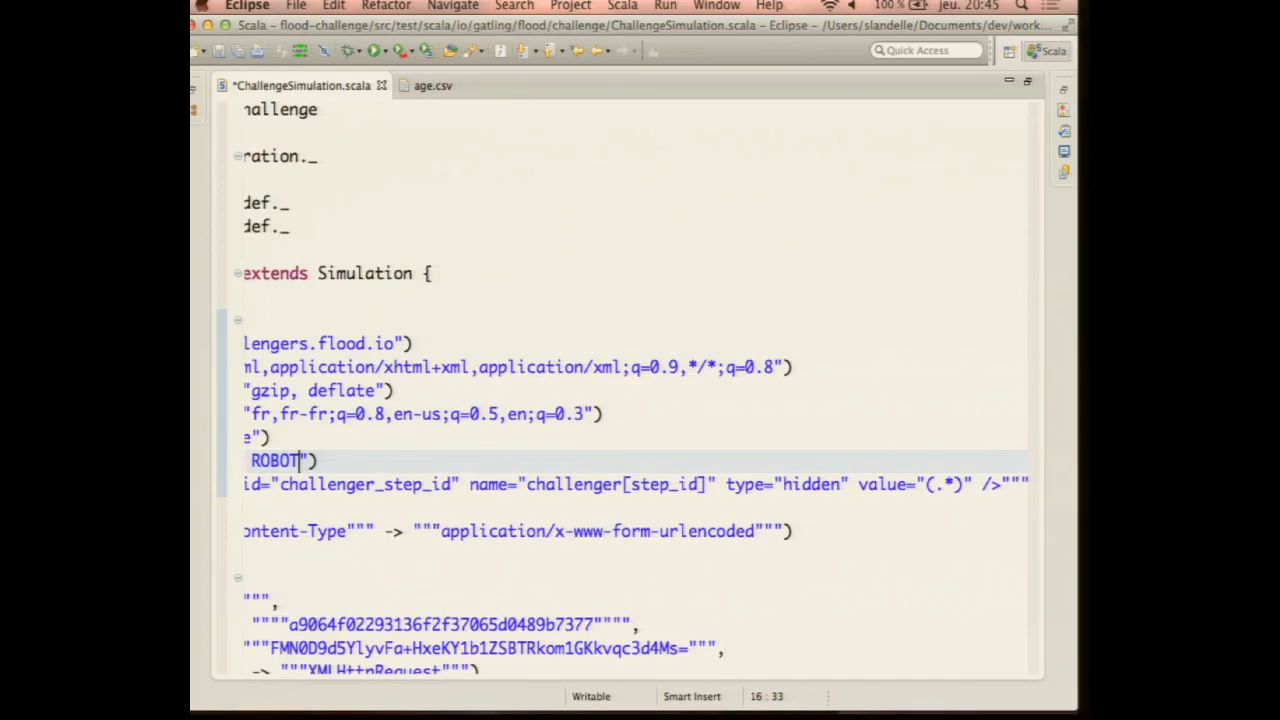 Eclipse File Edit Refactor Navigate Search Project Scala Run Window Help 100 % jeu. 20:45
Scala – flood-challenge/src/test/scala/io/gatling/flood/challenge/ChallengeSimulation.scala – Eclipse – /Users/slandelle/Documents/dev/work...
Quick Access Scala
*ChallengeSimulation.scala age.csv
hallenge
ration._
def._
def._
extends Simulation {
lengers.flood.io")
ml,application/xhtml+xml,application/xml;q=0.9,*/*;q=0.8")
"gzip, deflate")
"fr,fr-fr;q=0.8,en-us;q=0.5,en;q=0.3")
e")
ROBOT")
id="challenger_step_id" name="challenger[step_id]" type="hidden" value="(.*)" />"""
ontent-Type""" -> """application/x-www-form-urlencoded""")
""",
""""a9064f02293136f2f37065d0489b7377"""",
"""FMN0D9d5YlyvFa+HxeKY1b1ZSBTRkom1GKkvqc3d4Ms=""",
-> """XMLHttpRequest""")
Writable Smart Insert 16 : 33